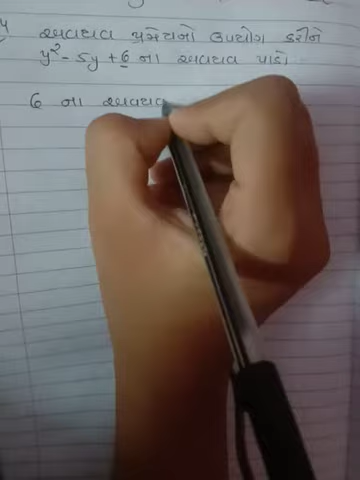 અવયવ પ્રમેયનો ઉપયોગ કરીને
y² - 5y + 6 ના અવયવ પાડો.
6 ના અવયવ